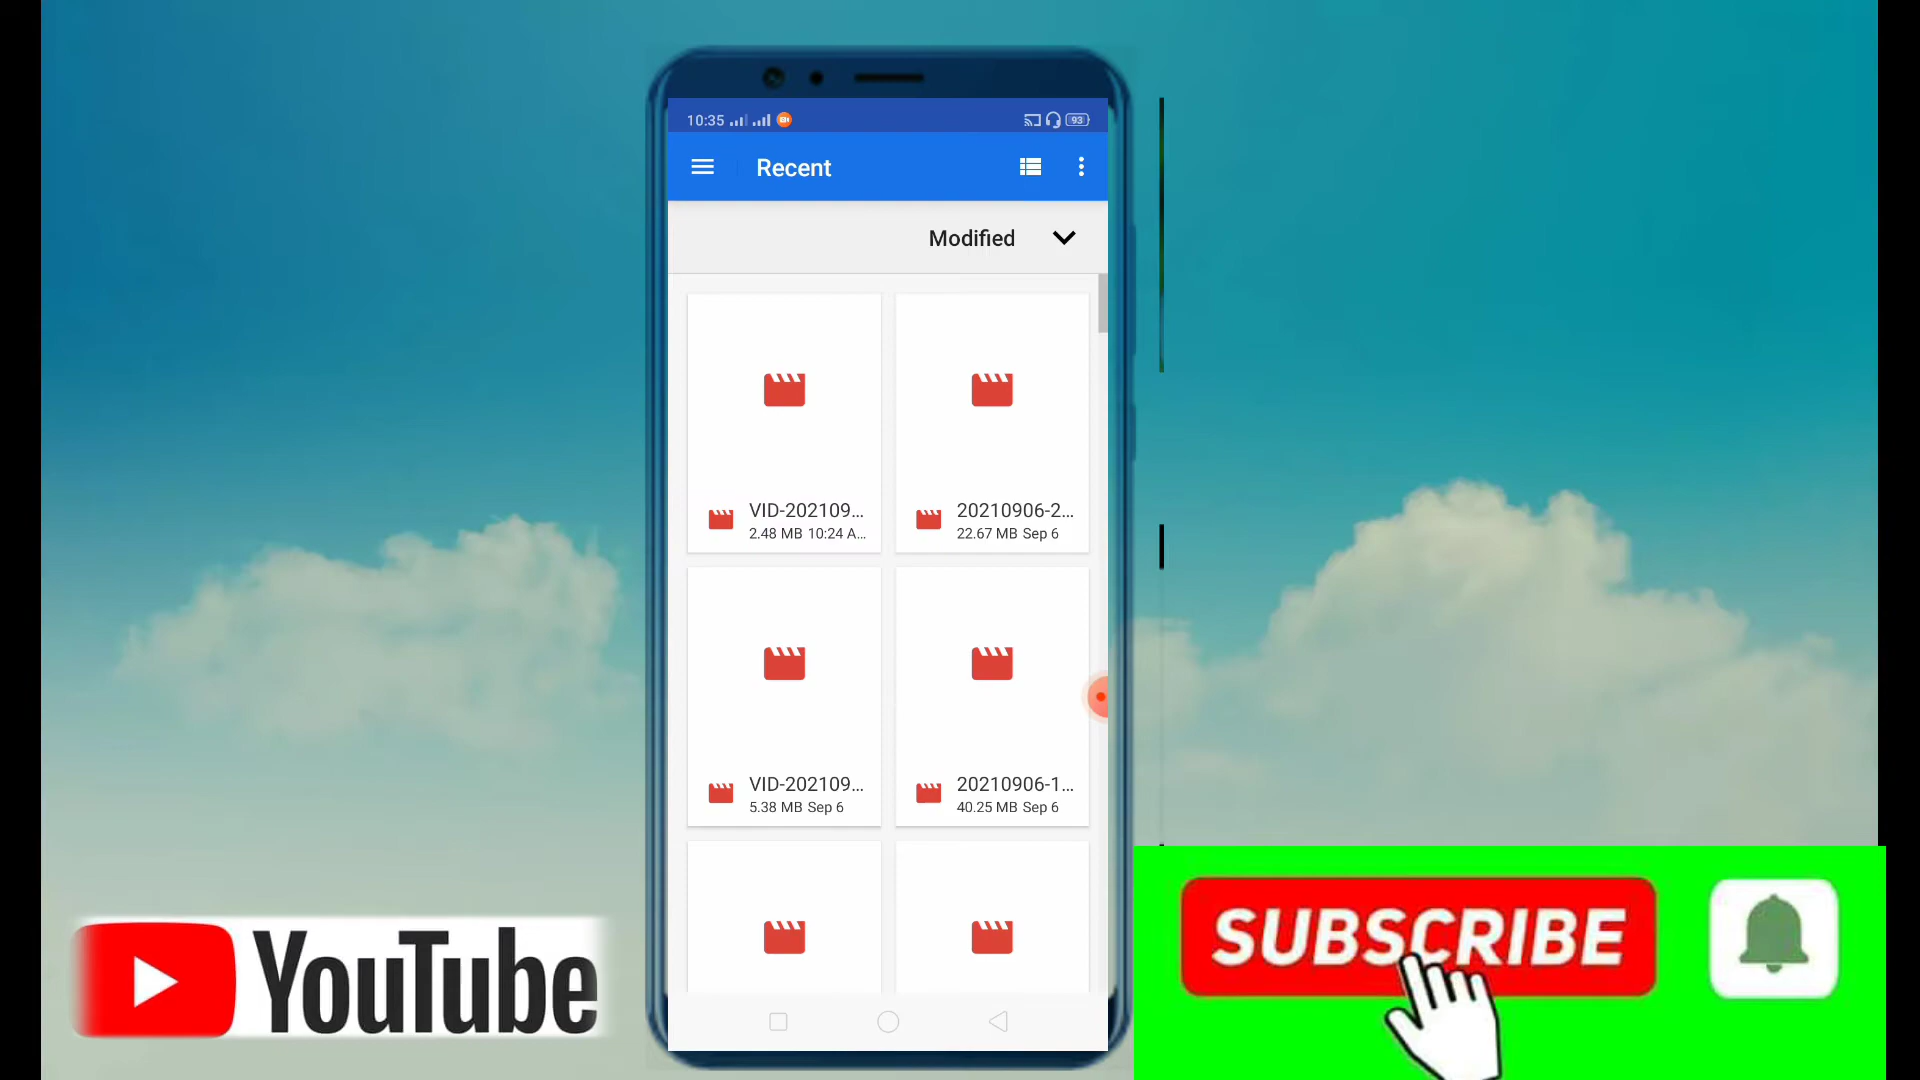 10:35
93
Recent
Modified
VID-202109...
2.48 MB 10:24 A...
20210906-2...
22.67 MB Sep 6
VID-202109...
5.38 MB Sep 6
20210906-1...
40.25 MB Sep 6
YouTube
SUBSCRIBE